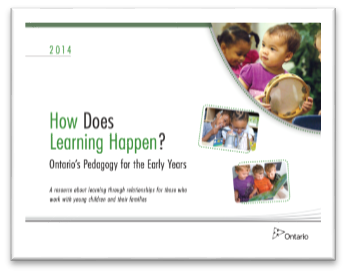 2014
How Does
Learning Happen?
Ontario's Pedagogy for the Early Years
A resource about learning through relationships for those who
work with young children and their families
Ontario